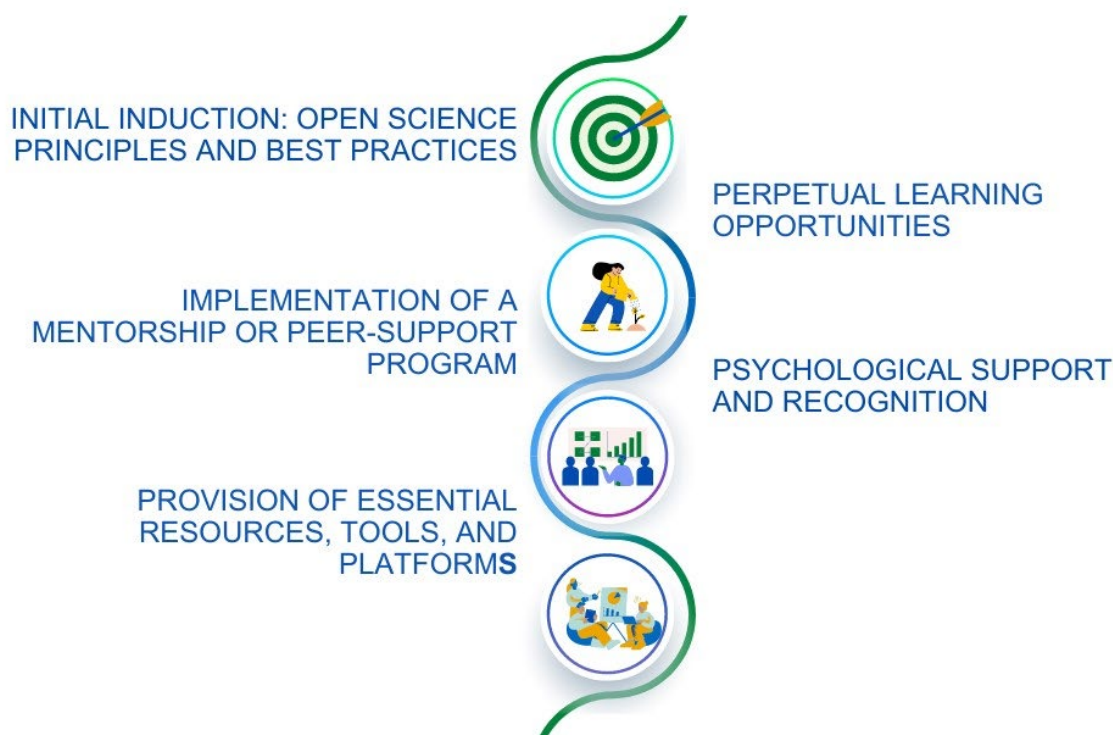 INITIAL INDUCTION: OPEN SCIENCE
PRINCIPLES AND BEST PRACTICES
PERPETUAL LEARNING
OPPORTUNITIES
IMPLEMENTATION OF A
MENTORSHIP OR PEER-SUPPORT
PROGRAM
PSYCHOLOGICAL SUPPORT
AND RECOGNITION
PROVISION OF ESSENTIAL
RESOURCES, TOOLS, AND
PLATFORMS